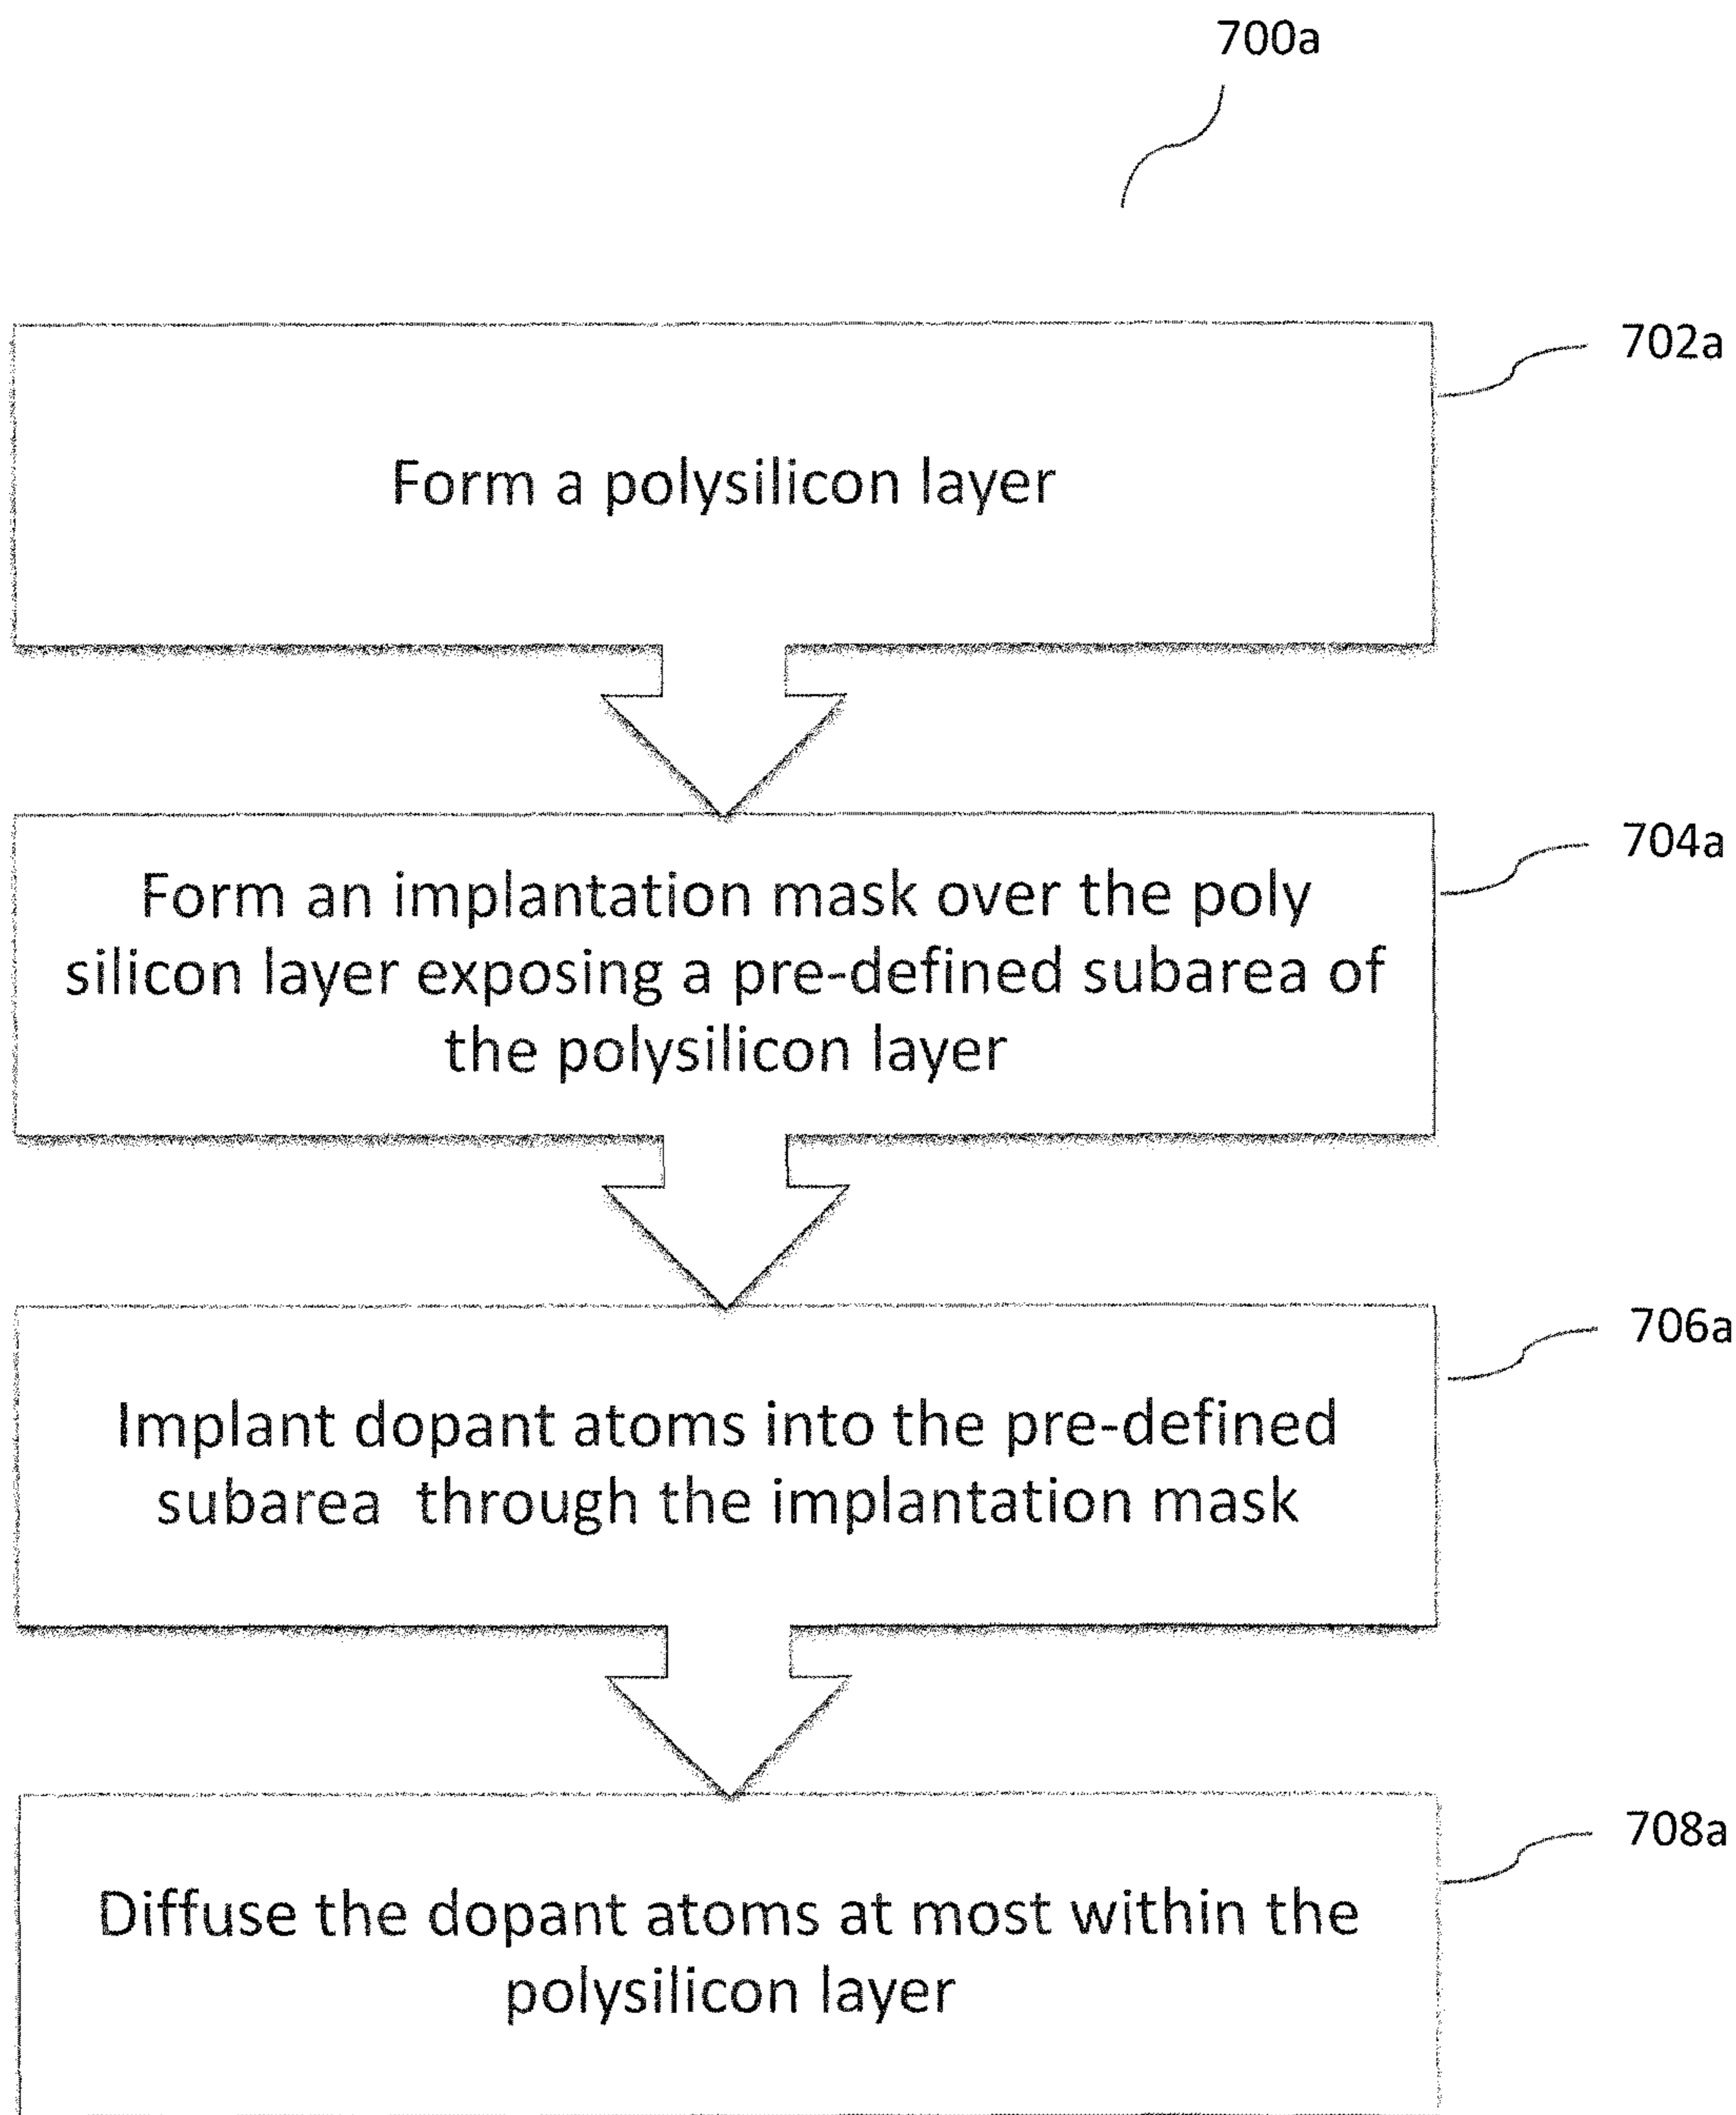 700a
702a
Form a polysilicon layer
704a
Form an implantation mask over the poly
silicon layer exposing a pre-defined subarea of
the polysilicon layer
706a
Implant dopant atoms into the pre-defined
subarea through the implantation mask
708a
Diffuse the dopant atoms at most within the
polysilicon layer